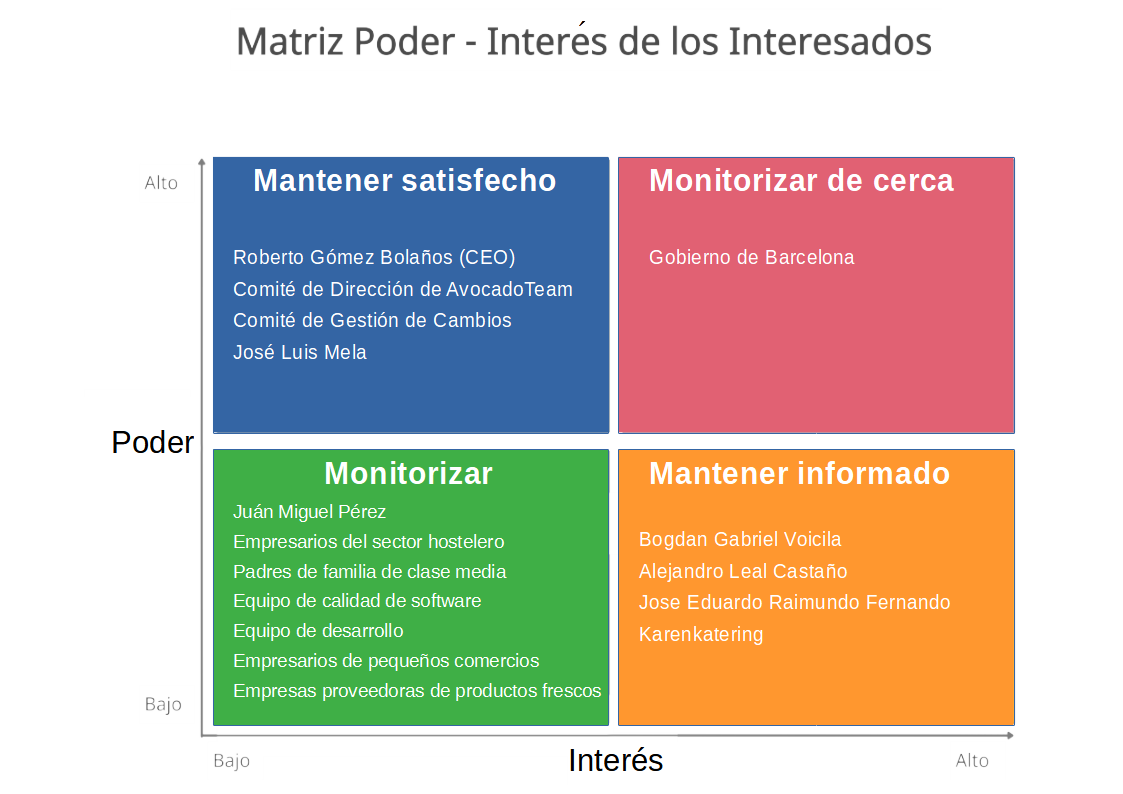 Matriz Poder - Interés de los Interesados
Alto
Mantener satisfecho
Roberto Gómez Bolaños (CEO)
Comité de Dirección de AvocadoTeam
Comité de Gestión de Cambios
José Luis Mela
Monitorizar de cerca
Gobierno de Barcelona
Poder
Monitorizar
Juán Miguel Pérez
Empresarios del sector hostelero
Padres de familia de clase media
Equipo de calidad de software
Equipo de desarrollo
Empresarios de pequeños comercios
Empresas proveedoras de productos frescos
Mantener informado
Bogdan Gabriel Voicila
Alejandro Leal Castaño
Jose Eduardo Raimundo Fernando
Karenkatering
Bajo
Bajo
Interés
Alto